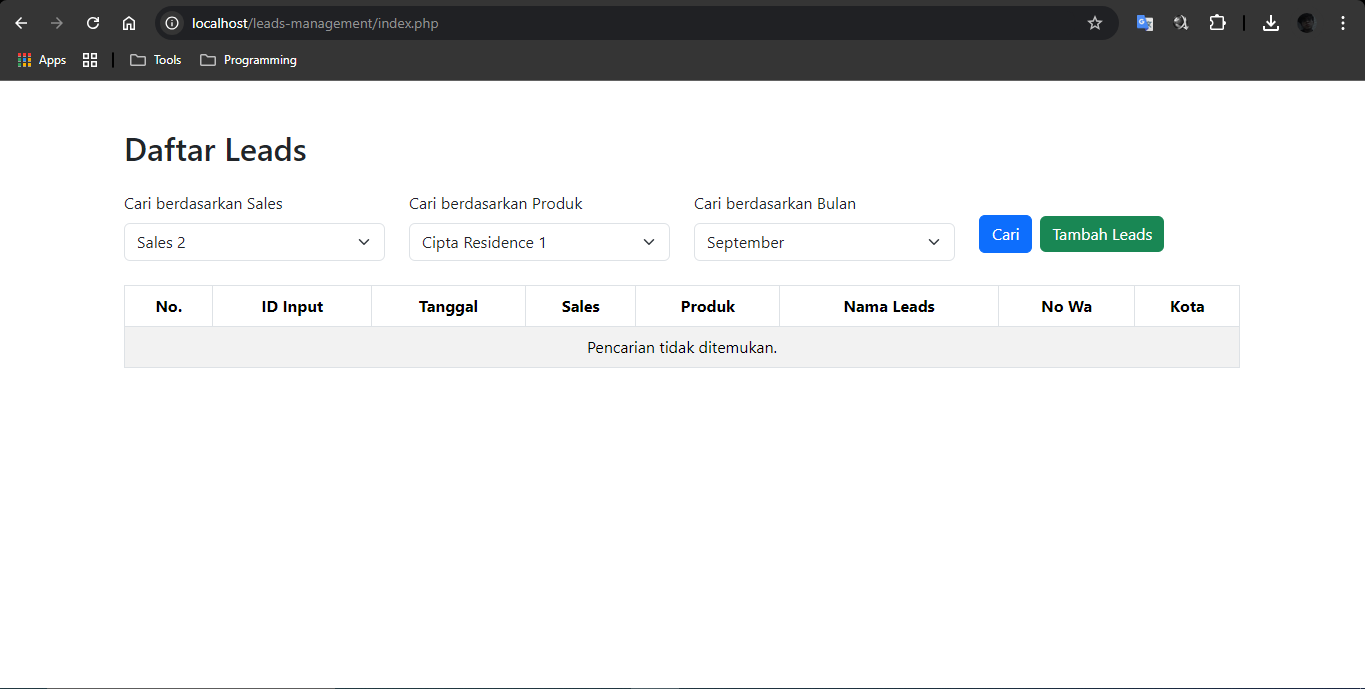 localhost/leads-management/index.php
Apps Tools Programming
Daftar Leads
Cari berdasarkan Sales Cari berdasarkan Produk Cari berdasarkan Bulan
Sales 2 Cipta Residence 1 September Cari Tambah Leads
No. ID Input Tanggal Sales Produk Nama Leads No Wa Kota
Pencarian tidak ditemukan.